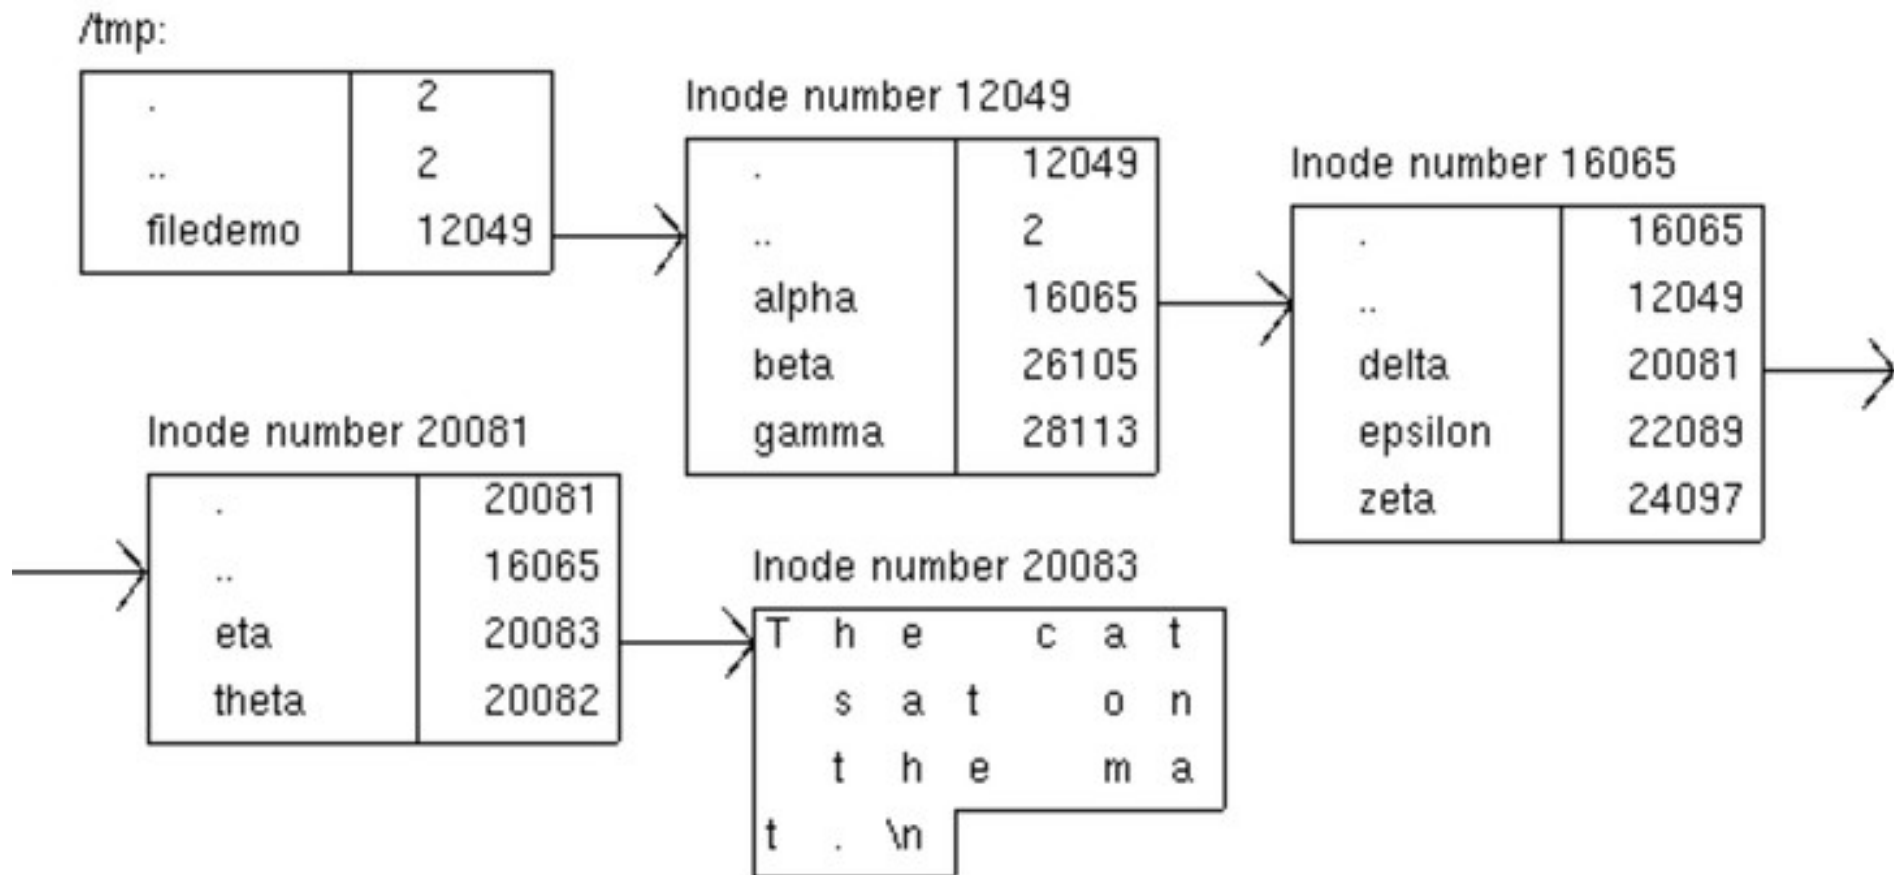 /tmp:
. 2
.. 2
filedemo 12049
Inode number 12049
. 12049
.. 2
alpha 16065
beta 26105
gamma 28113
Inode number 16065
. 16065
.. 12049
delta 20081
epsilon 22089
zeta 24097
Inode number 20081
. 20081
.. 16065
eta 20083
theta 20082
Inode number 20083
T h e   c a t
  s a t   o n
  t h e   m a
t . \n